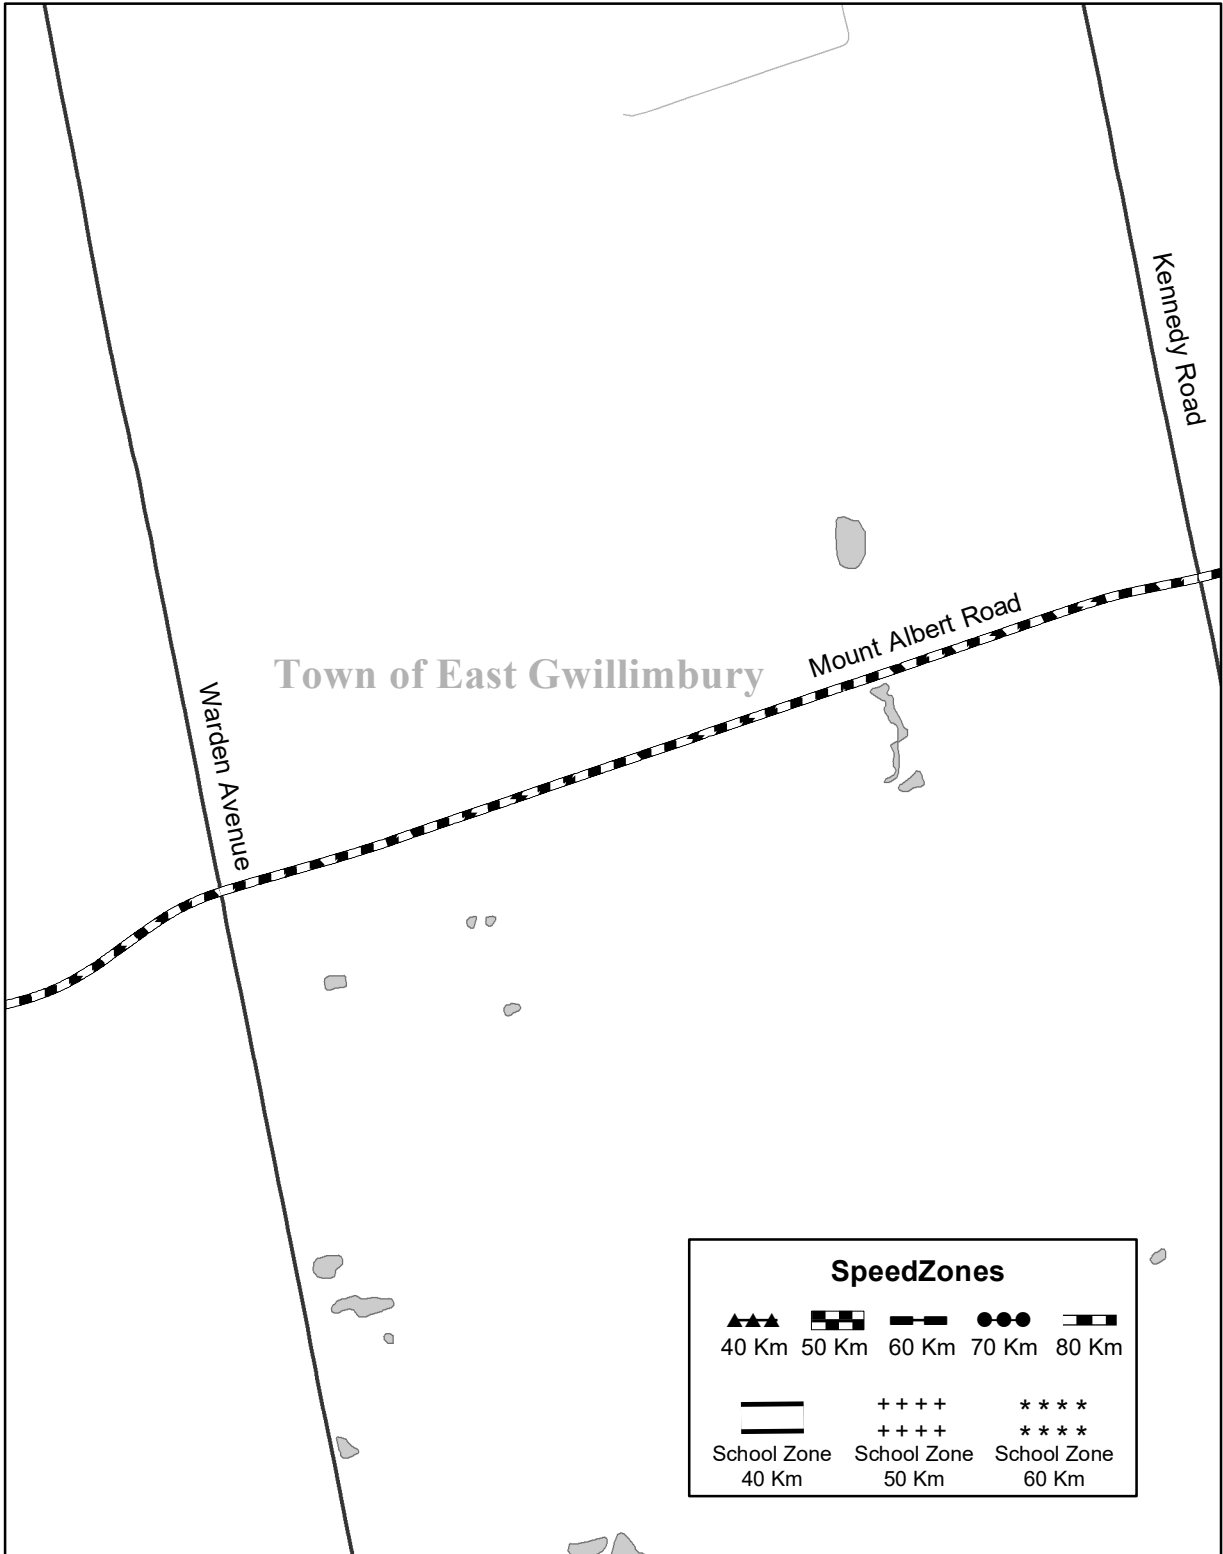 Kennedy Road
Mount Albert Road
Town of East Gwillimbury
Warden Avenue
SpeedZones
40 Km 50 Km 60 Km 70 Km 80 Km
School Zone School Zone School Zone
40 Km 50 Km 60 Km